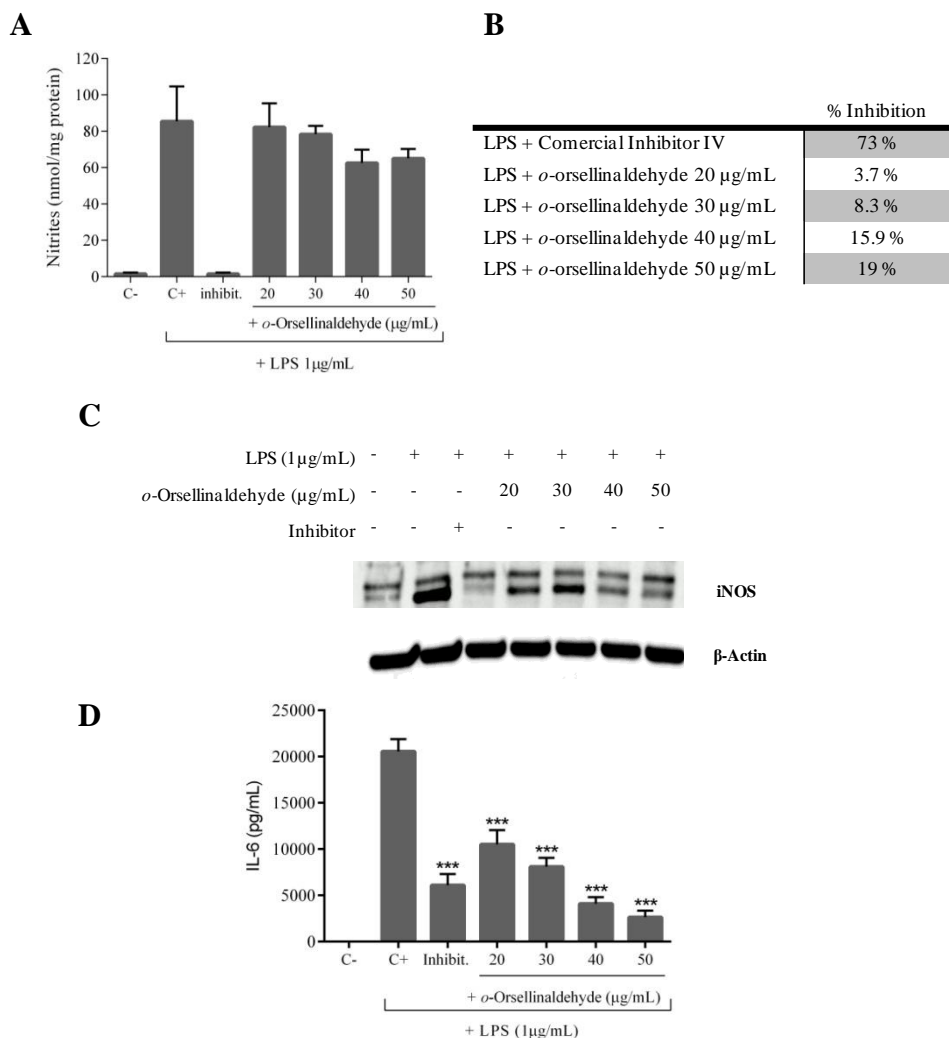 A
Nitrites (nmol/mg protein)
120
100
80
60
40
20
0
C-
C+
inhibit.
20
30
40
50
+ o-Orsellinaldehyde (µg/mL)
+ LPS 1µg/mL
B
% Inhibition
LPS + Comercial Inhibitor IV 73 %
LPS + o-orsellinaldehyde 20 µg/mL 3.7 %
LPS + o-orsellinaldehyde 30 µg/mL 8.3 %
LPS + o-orsellinaldehyde 40 µg/mL 15.9 %
LPS + o-orsellinaldehyde 50 µg/mL 19 %
C
LPS (1µg/mL) - + + + + + +
o-Orsellinaldehyde (µg/mL) - - - 20 30 40 50
Inhibitor - - + - - - -
iNOS
β-Actin
D
IL-6 (pg/mL)
25000
20000
15000
10000
5000
0
***
***
***
***
***
C-
C+
Inhibit.
20
30
40
50
+ o-Orsellinaldehyde (µg/mL)
+ LPS (1µg/mL)